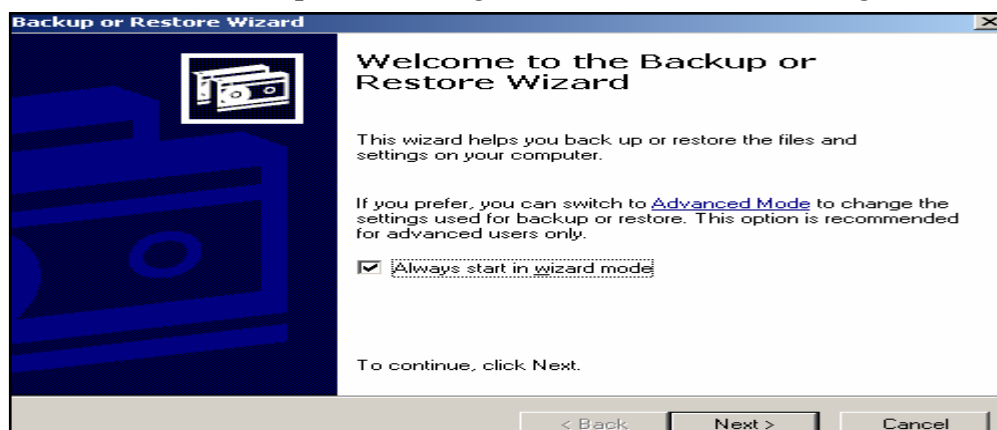 Backup or Restore Wizard
Welcome to the Backup or
Restore Wizard
This wizard helps you back up or restore the files and
settings on your computer.
If you prefer, you can switch to Advanced Mode to change the
settings used for backup or restore. This option is recommended
for advanced users only.
Always start in wizard mode
To continue, click Next.
< Back Next > Cancel